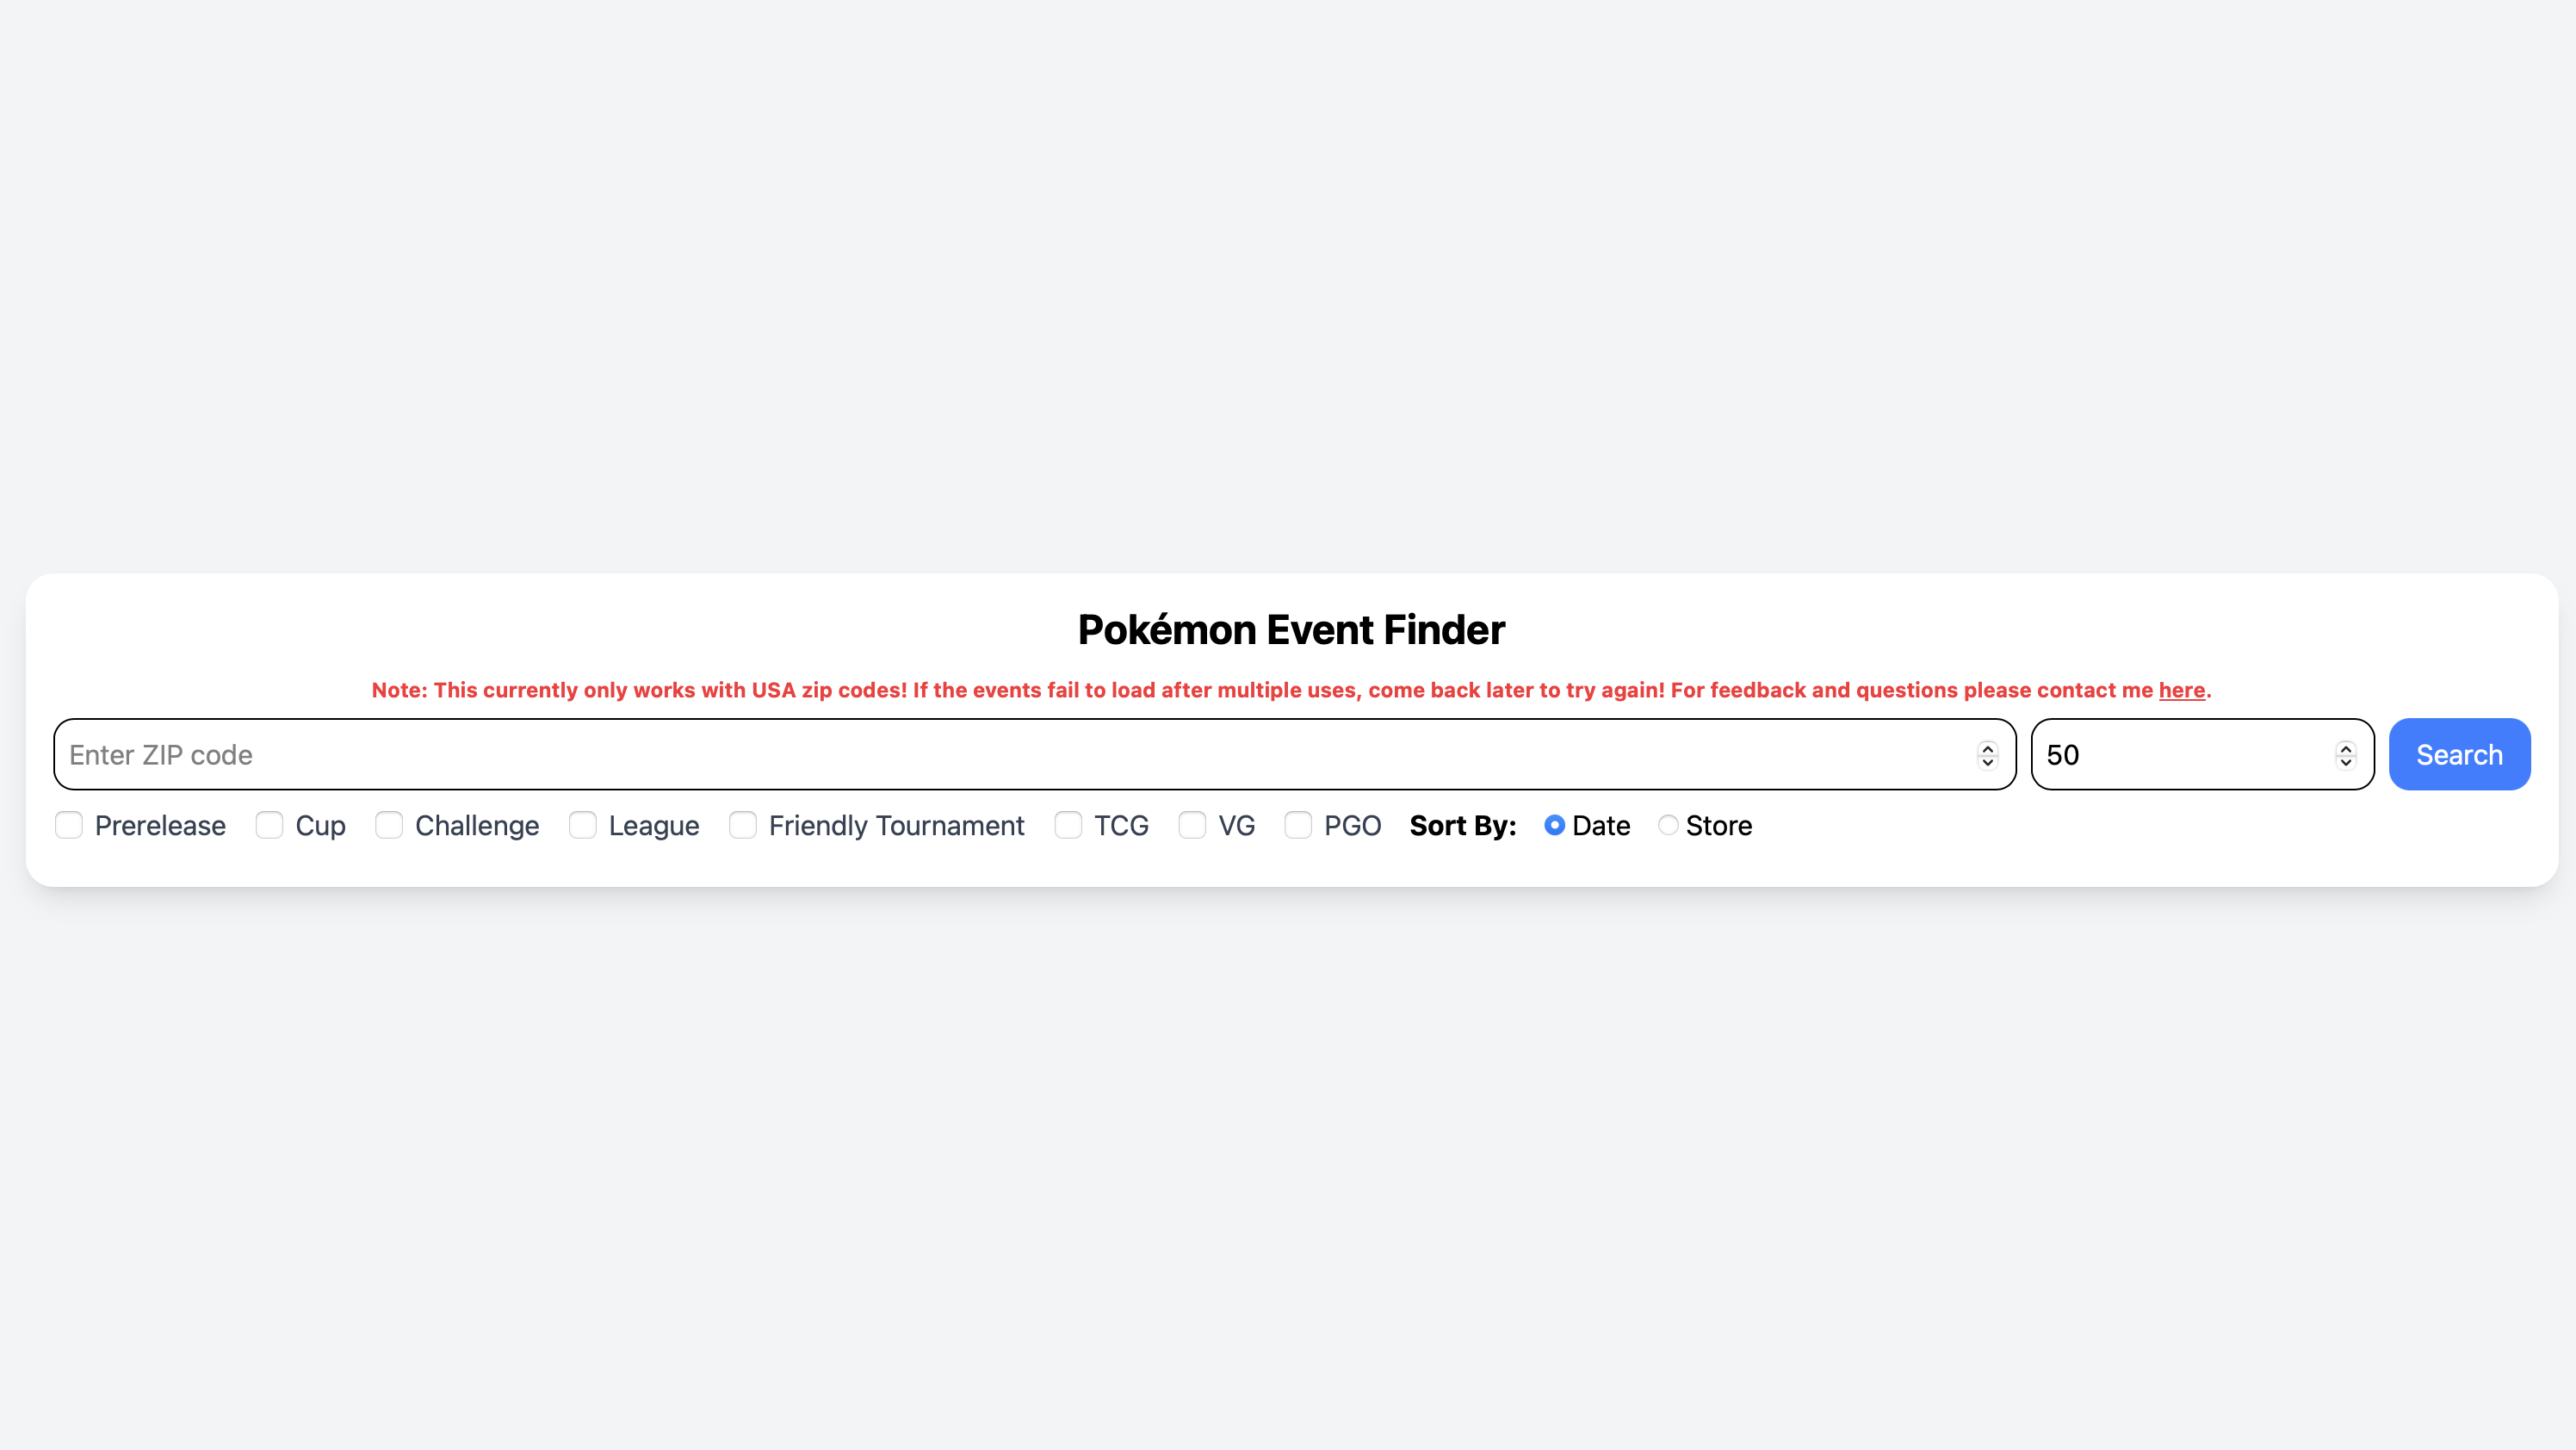 Pokémon Event Finder
Note: This currently only works with USA zip codes! If the events fail to load after multiple uses, come back later to try again! For feedback and questions please contact me here.
Enter ZIP code 50 Search
Prerelease Cup Challenge League Friendly Tournament TCG VG PGO Sort By: Date Store